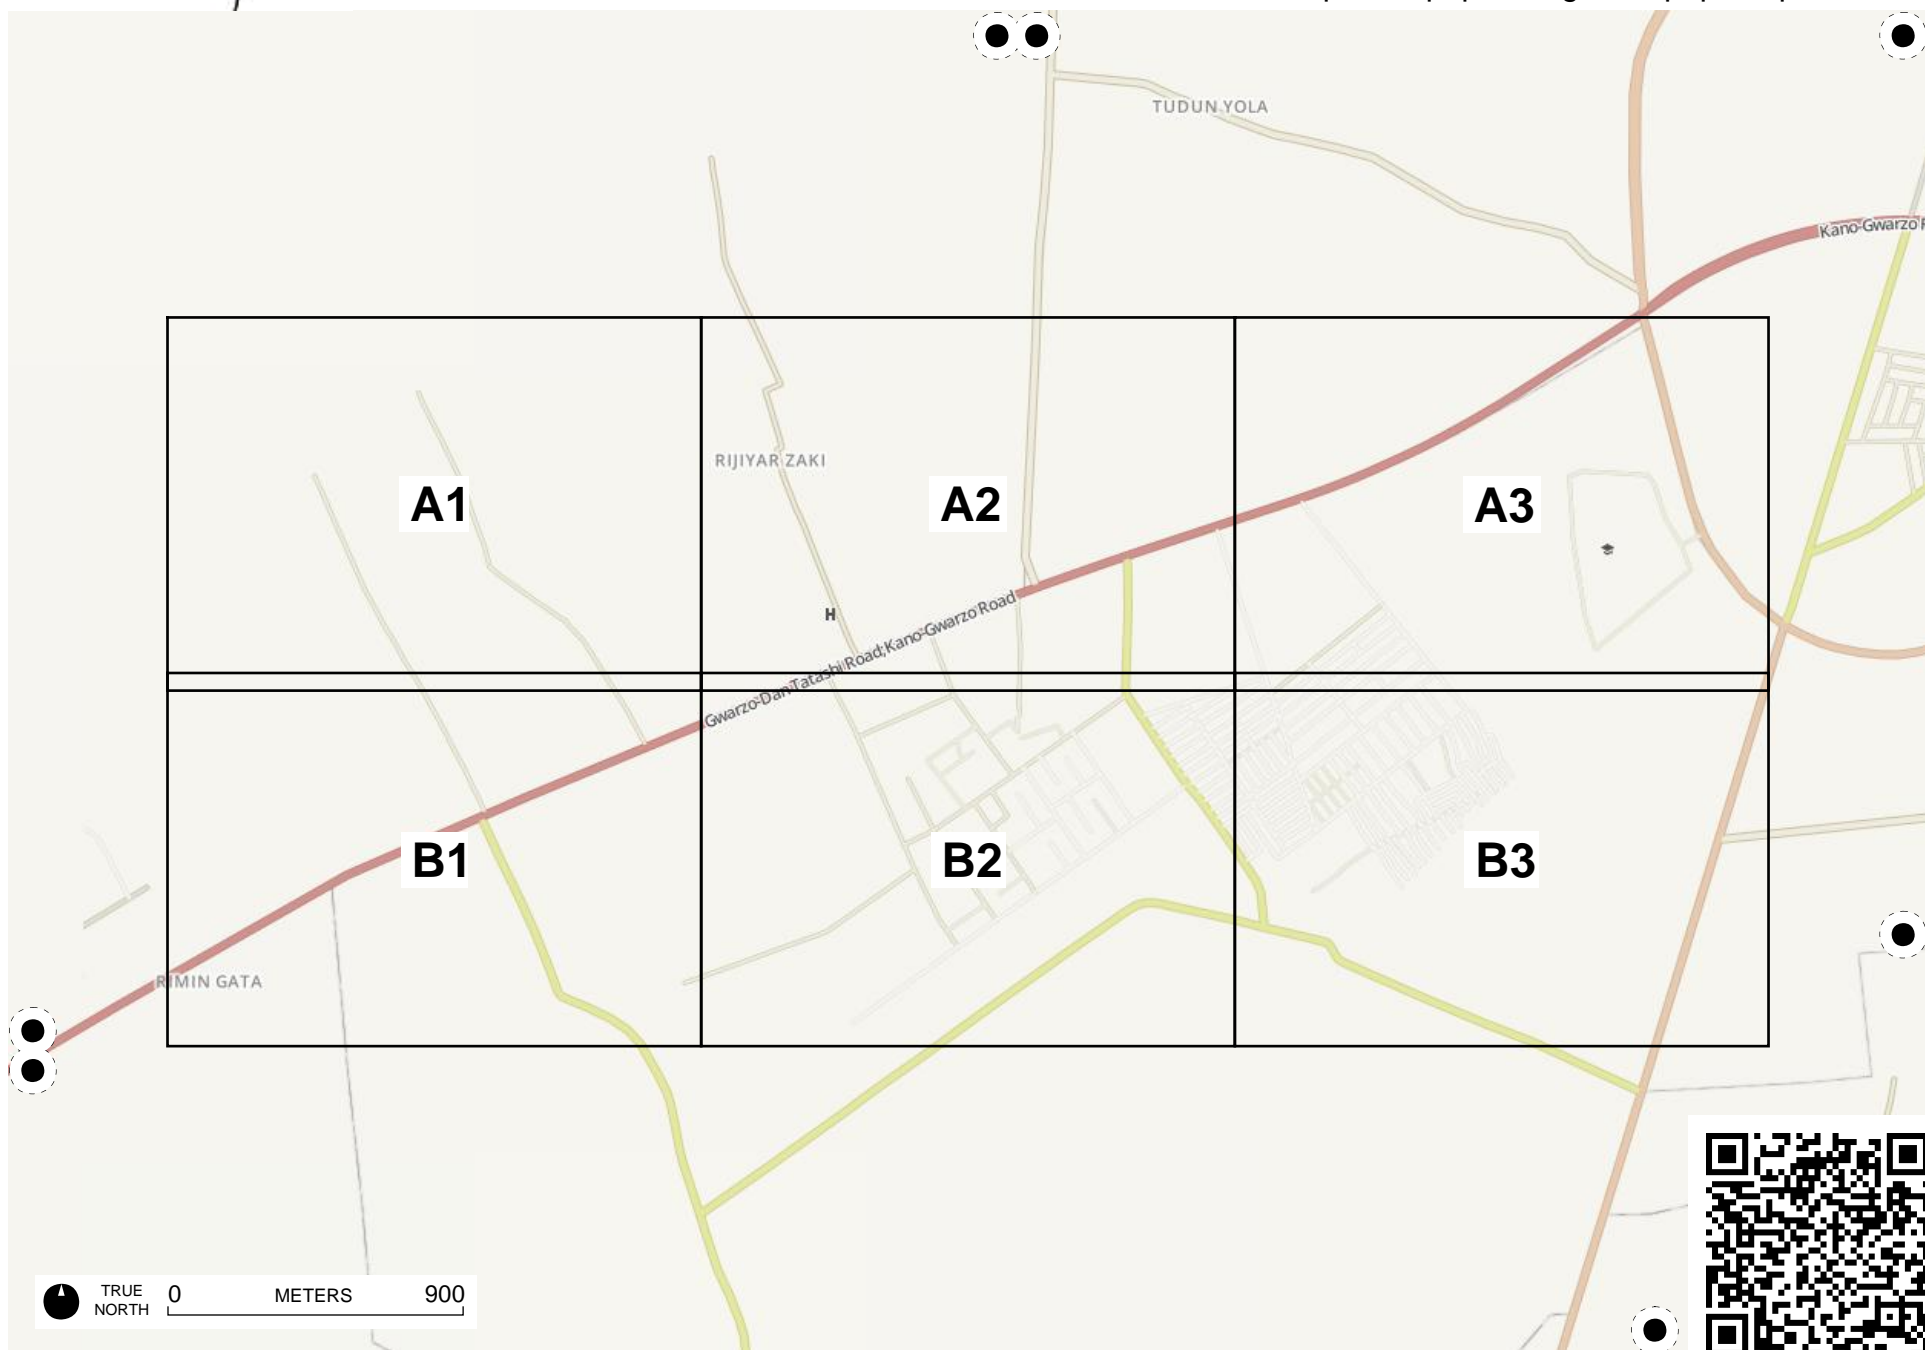 TUDUN YOLA
Kano-Gwarzo
RIJIYAR ZAKI
A1
A2
A3
H
Gwarzo-Dan Tatashi Road;Kano-Gwarzo Road
B1
B2
B3
RIMIN GATA
TRUE NORTH
0 METERS 900